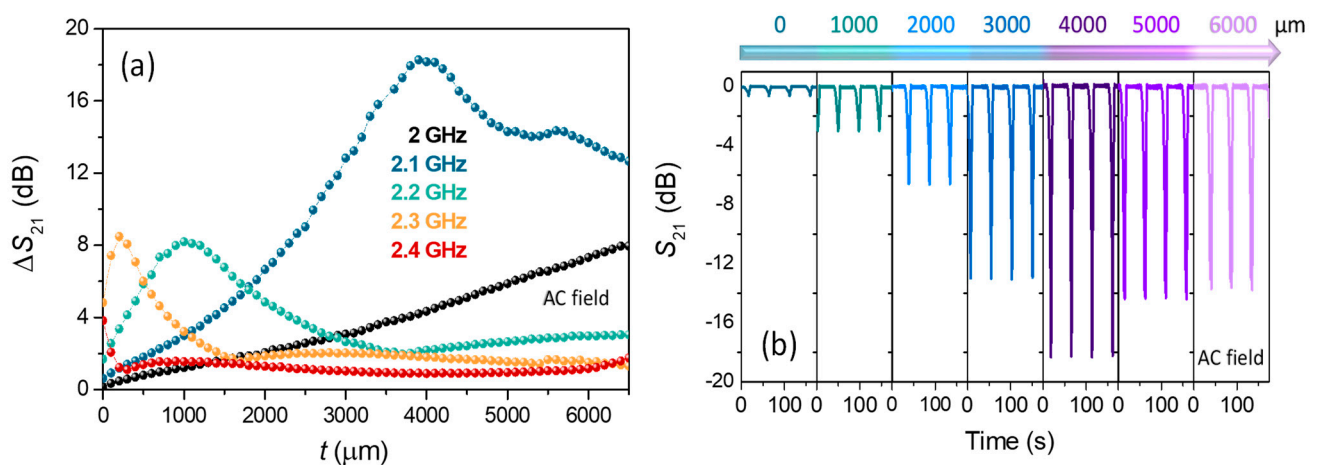 (a)
ΔS21 (dB)
20
16
12
8
4
0
2 GHz
2.1 GHz
2.2 GHz
2.3 GHz
2.4 GHz
AC field
0 1000 2000 3000 4000 5000 6000
t (μm)
0 1000 2000 3000 4000 5000 6000 μm
S21 (dB)
0
-4
-8
-12
-16
-20
(b)
AC field
0 100 0 100 0 100 0 100 0 100 0 100 0 100
Time (s)